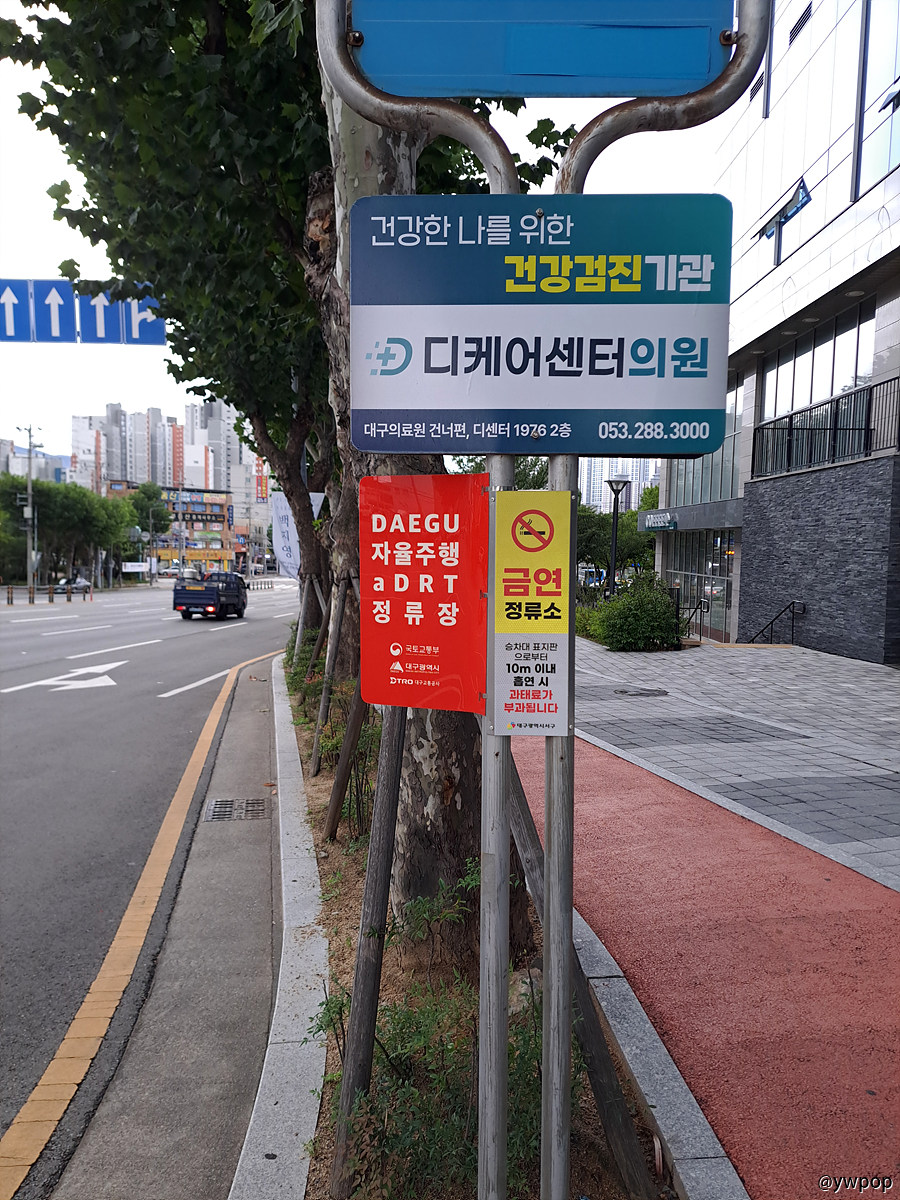 건강한 나를 위한
건강검진기관
디케어센터의원
대구의료원 건너편, 디센터 1976 2층 053.288.3000
DAEGU
자율주행
aDRT
정류장
국토교통부
대구광역시
DTRO 대구교통공사
금연
정류소
승차대 표지판
으로부터
10m 이내
흡연 시
과태료가
부과됩니다
대구광역시서구
@ywpop